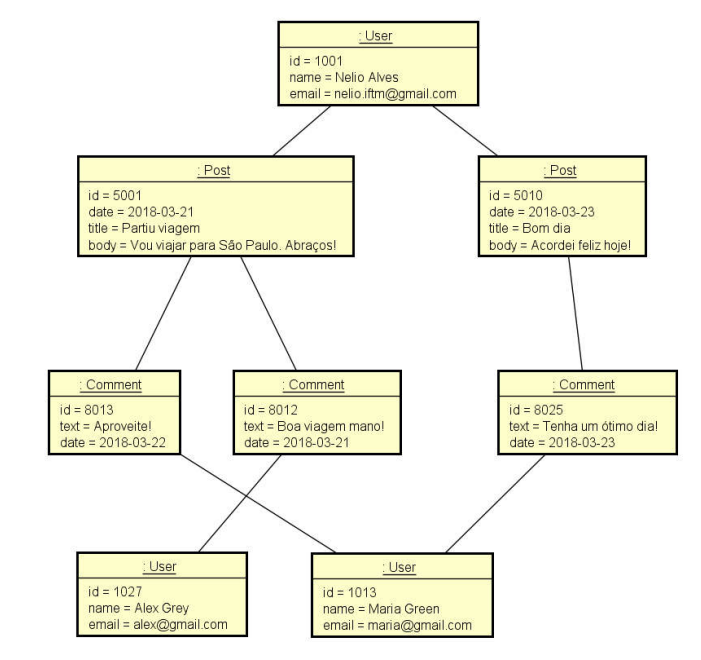 : User
id = 1001
name = Nelio Alves
email = nelio.iftm@gmail.com
: Post
id = 5001
date = 2018-03-21
title = Partiu viagem
body = Vou viajar para São Paulo. Abraços!
: Post
id = 5010
date = 2018-03-23
title = Bom dia
body = Acordei feliz hoje!
: Comment
id = 8013
text = Aproveite!
date = 2018-03-22
: Comment
id = 8012
text = Boa viagem mano!
date = 2018-03-21
: Comment
id = 8025
text = Tenha um ótimo dia!
date = 2018-03-23
: User
id = 1027
name = Alex Grey
email = alex@gmail.com
: User
id = 1013
name = Maria Green
email = maria@gmail.com